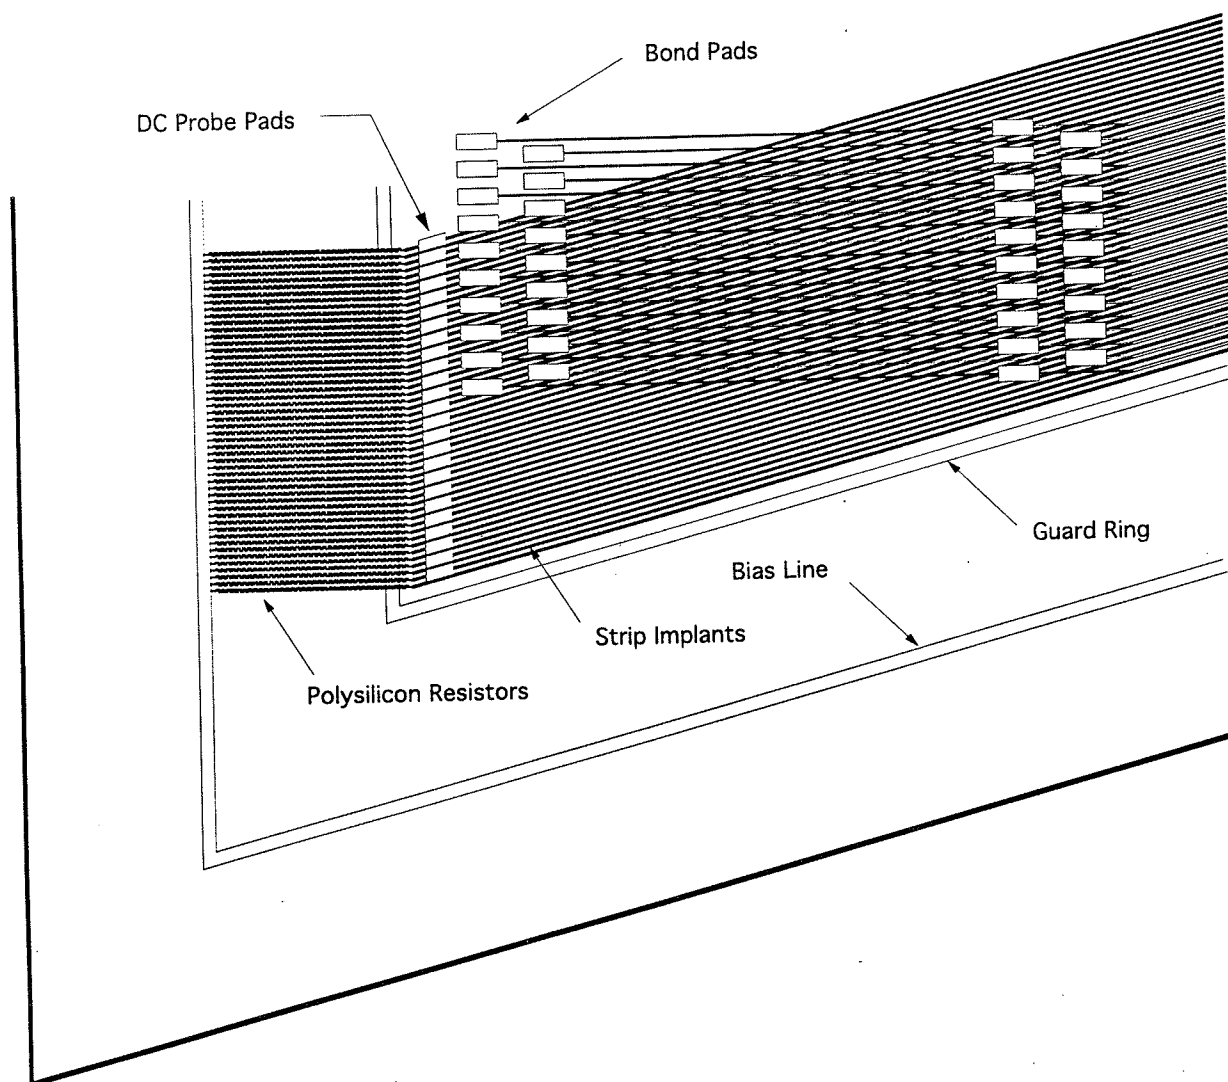 Bond Pads
DC Probe Pads
Guard Ring
Bias Line
Strip Implants
Polysilicon Resistors